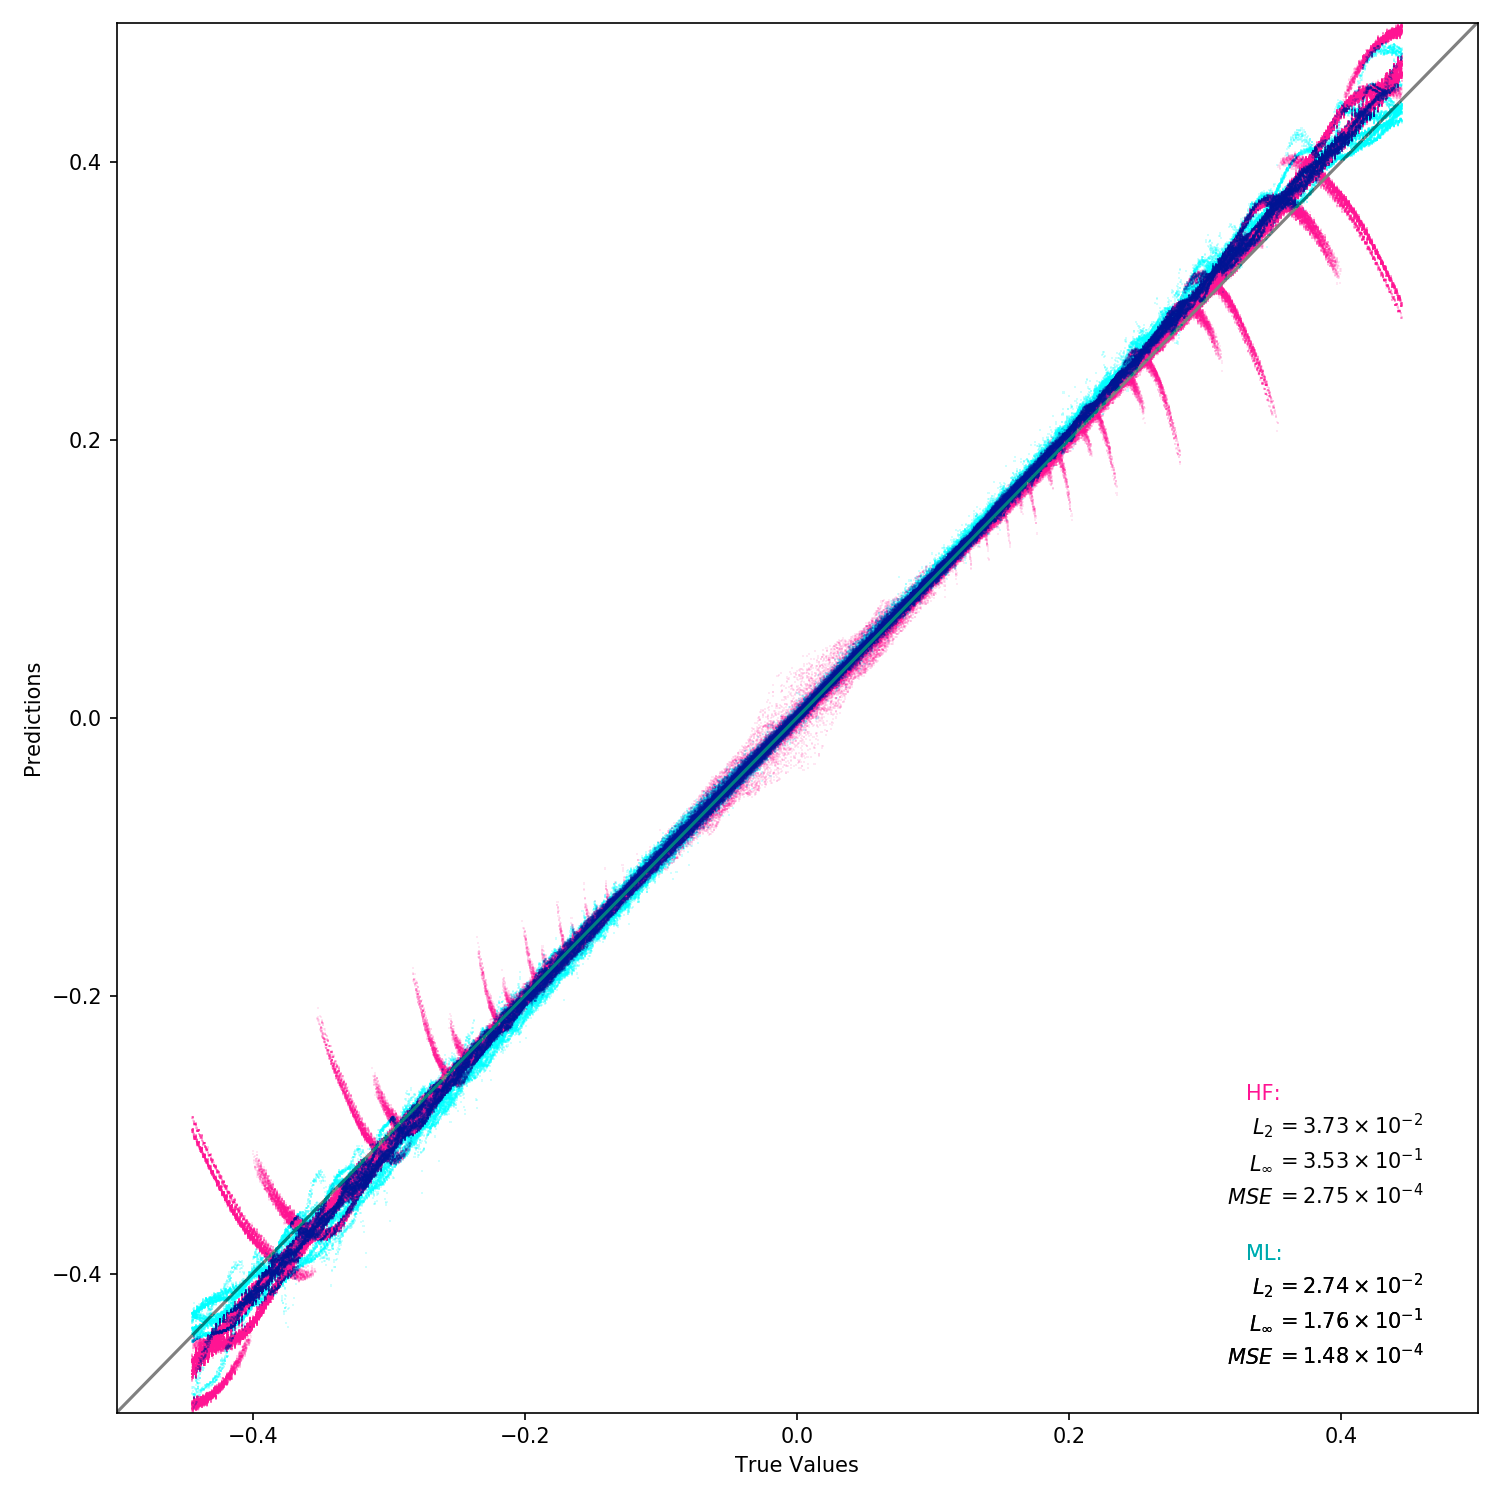 0.4
0.2
0.0
−0.2
−0.4
Predictions
−0.4
−0.2
0.0
0.2
0.4
True Values
HF:
L₂ = 3.73 × 10⁻²
L∞ = 3.53 × 10⁻¹
MSE = 2.75 × 10⁻⁴
ML:
L₂ = 2.74 × 10⁻²
L∞ = 1.76 × 10⁻¹
MSE = 1.48 × 10⁻⁴